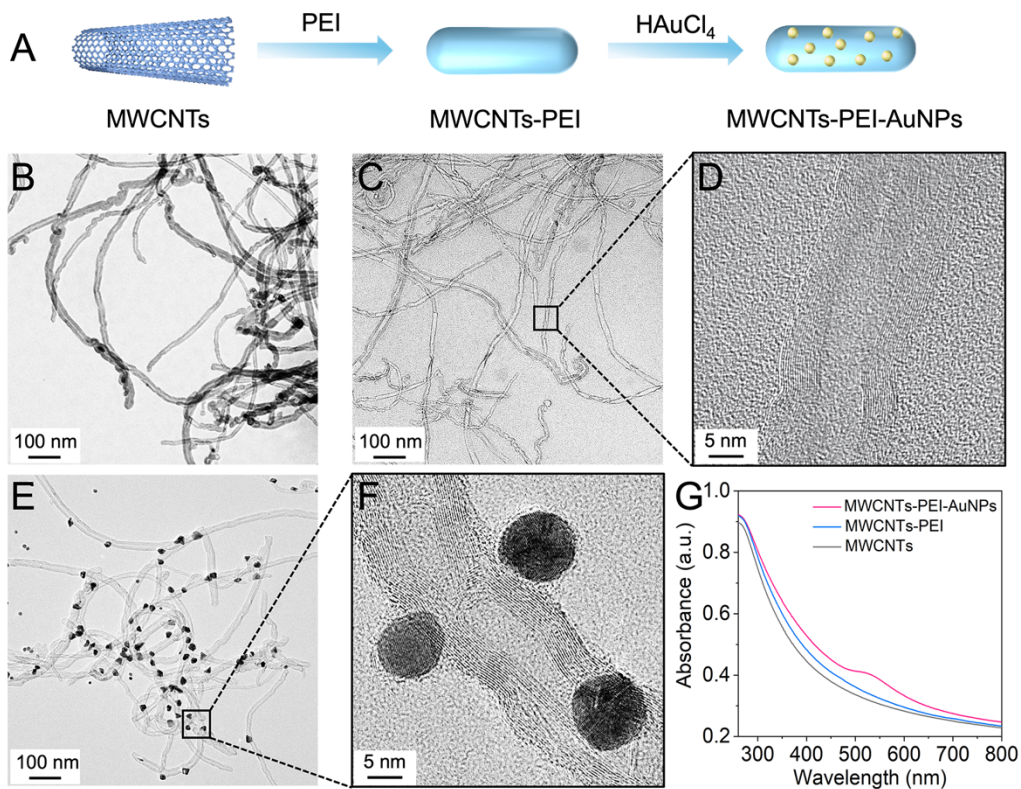 A
PEI
HAuCl₄
MWCNTs
MWCNTs-PEI
MWCNTs-PEI-AuNPs
B
100 nm
C
100 nm
D
5 nm
E
100 nm
F
5 nm
G
MWCNTs-PEI-AuNPs
MWCNTs-PEI
MWCNTs
Absorbance (a.u.)
1.0
0.8
0.6
0.4
0.2
300 400 500 600 700 800
Wavelength (nm)